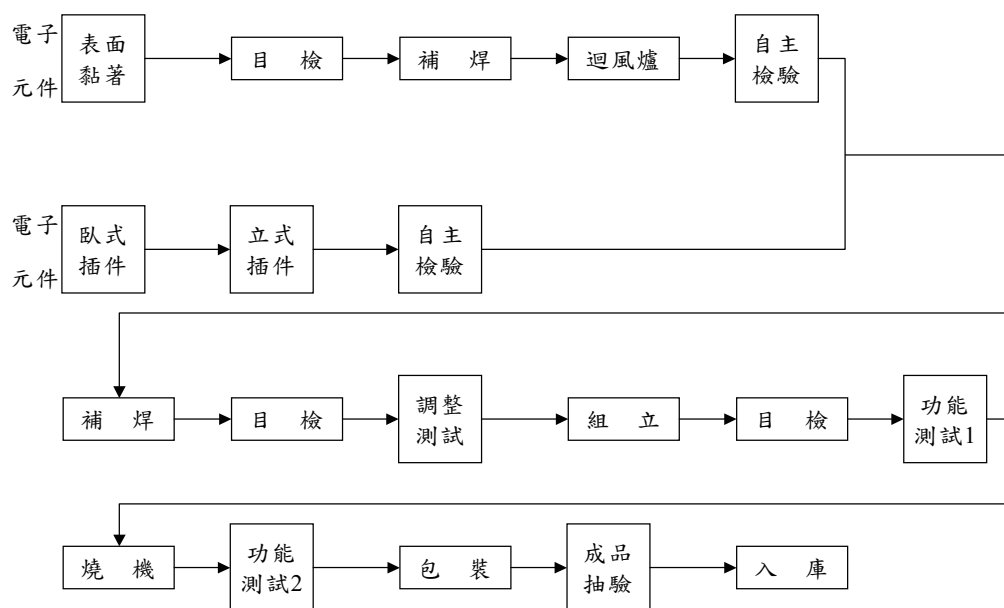 電子
元件
表面
黏著
目 檢
補 焊
迴風爐
自主
檢驗
電子
元件
臥式
插件
立式
插件
自主
檢驗
補 焊
目 檢
調整
測試
組 立
目 檢
功能
測試1
燒 機
功能
測試2
包 裝
成品
抽驗
入 庫